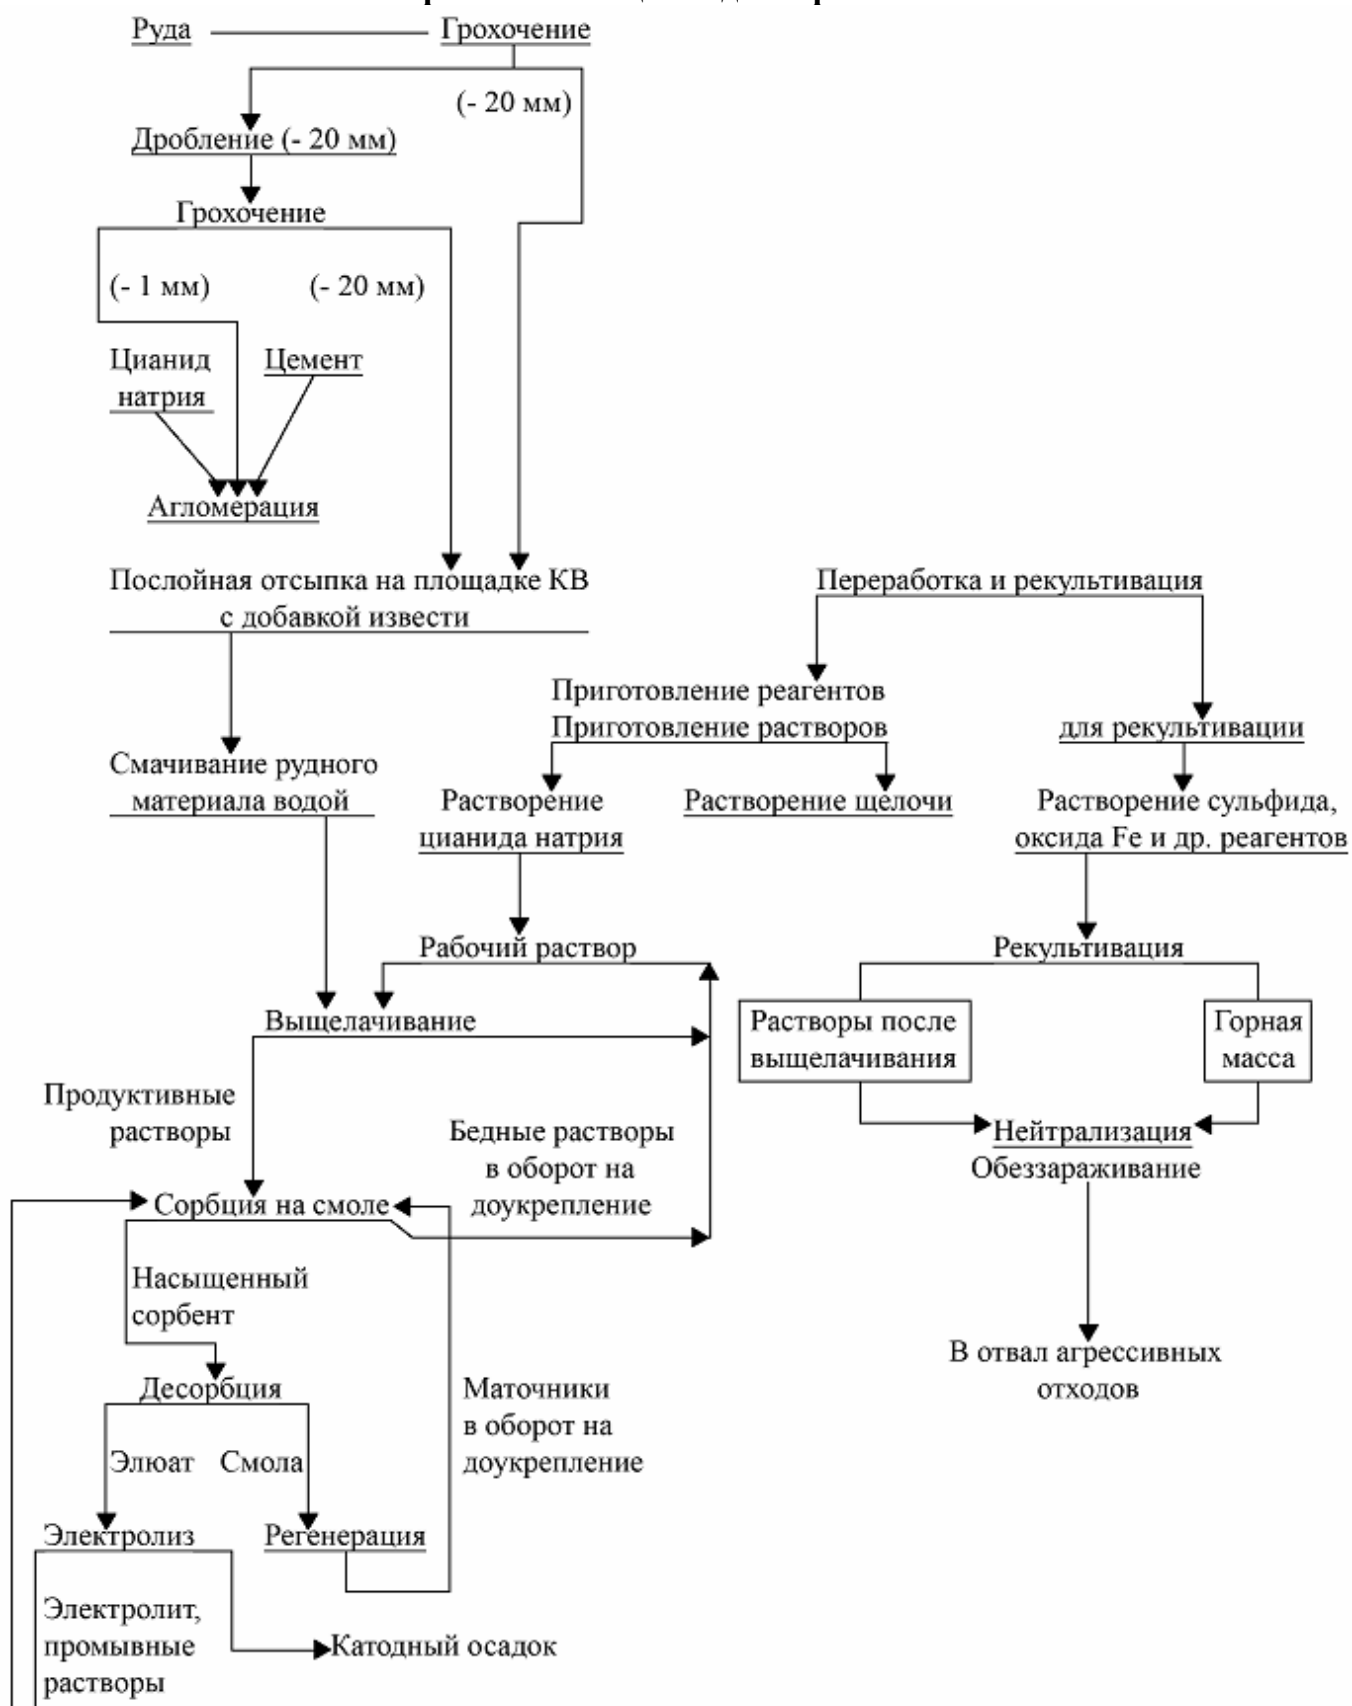 Руда
Грохочение
(- 20 мм)
Дробление (- 20 мм)
Грохочение
(- 1 мм)
(- 20 мм)
Цианид
натрия
Цемент
Агломерация
Послойная отсыпка на площадке КВ
с добавкой извести
Переработка и рекультивация
Приготовление реагентов
Приготовление растворов
для рекультивации
Смачивание рудного
материала водой
Растворение
цианида натрия
Растворение щелочи
Растворение сульфида,
оксида Fe и др. реагентов
Рабочий раствор
Рекультивация
Выщелачивание
Растворы после
выщелачивания
Горная
масса
Продуктивные
растворы
Бедные растворы
в оборот на
доукрепление
Нейтрализация
Обеззараживание
Сорбция на смоле
Насыщенный
сорбент
В отвал агрессивных
отходов
Десорбция
Маточники
в оборот на
доукрепление
Элюат
Смола
Электролиз
Регенерация
Электролит,
промывные
растворы
Катодный осадок